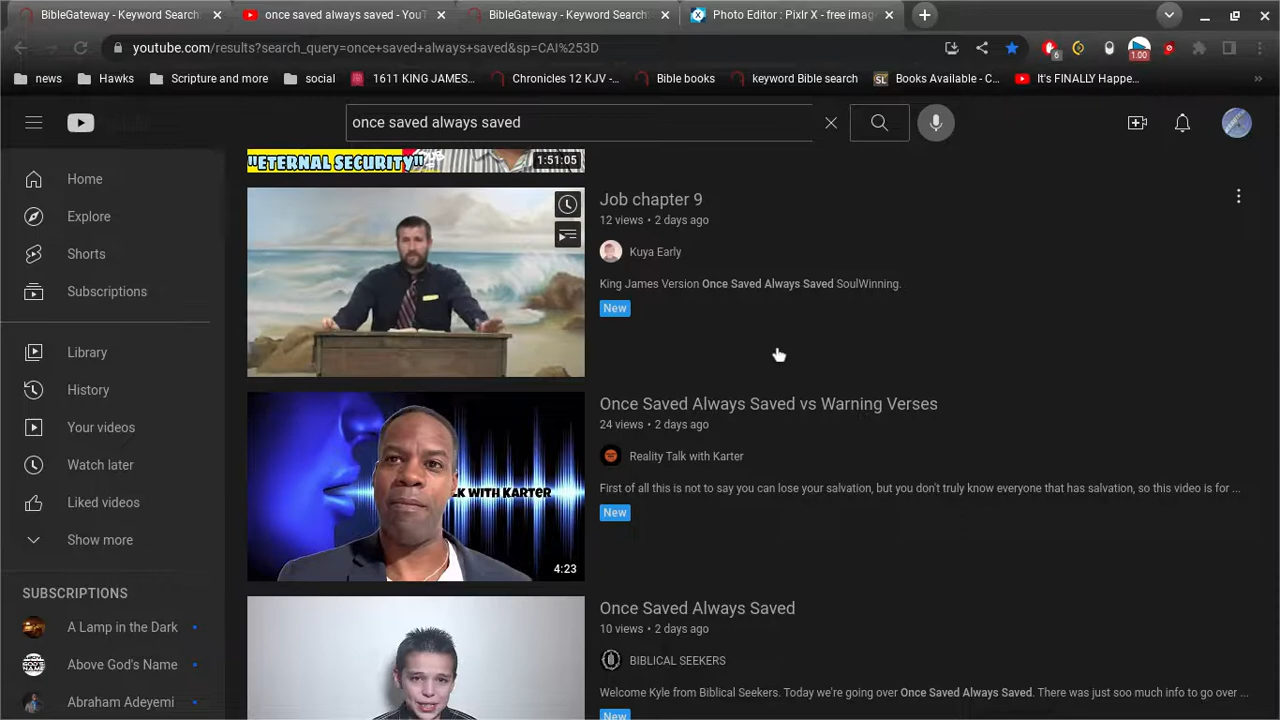 BibleGateway - Keyword Search:
once saved always saved - YouT
BibleGateway - Keyword Search:
Photo Editor : Pixlr X - free imag
youtube.com/results?search_query=once+saved+always+saved&sp=CAI%253D
6
1.00
news
Hawks
Scripture and more
social
1611 KING JAMES...
Chronicles 12 KJV -...
Bible books
keyword Bible search
SL Books Available - C...
It's FINALLY Happe...
»
once saved always saved
Home
Explore
Shorts
Subscriptions
Library
History
Your videos
Watch later
Liked videos
Show more
SUBSCRIPTIONS
A Lamp in the Dark
Above God's Name
Abraham Adeyemi
"ETERNAL SECURITY"
1:51:05
Job chapter 9
12 views • 2 days ago
Kuya Early
King James Version Once Saved Always Saved SoulWinning.
New
LK WITH KARTER
4:23
Once Saved Always Saved vs Warning Verses
24 views • 2 days ago
Reality Talk with Karter
First of all this is not to say you can lose your salvation, but you don't truly know everyone that has salvation, so this video is for ...
New
Once Saved Always Saved
10 views • 2 days ago
BIBLICAL SEEKERS
Welcome Kyle from Biblical Seekers. Today we're going over Once Saved Always Saved. There was just soo much info to go over ...
New